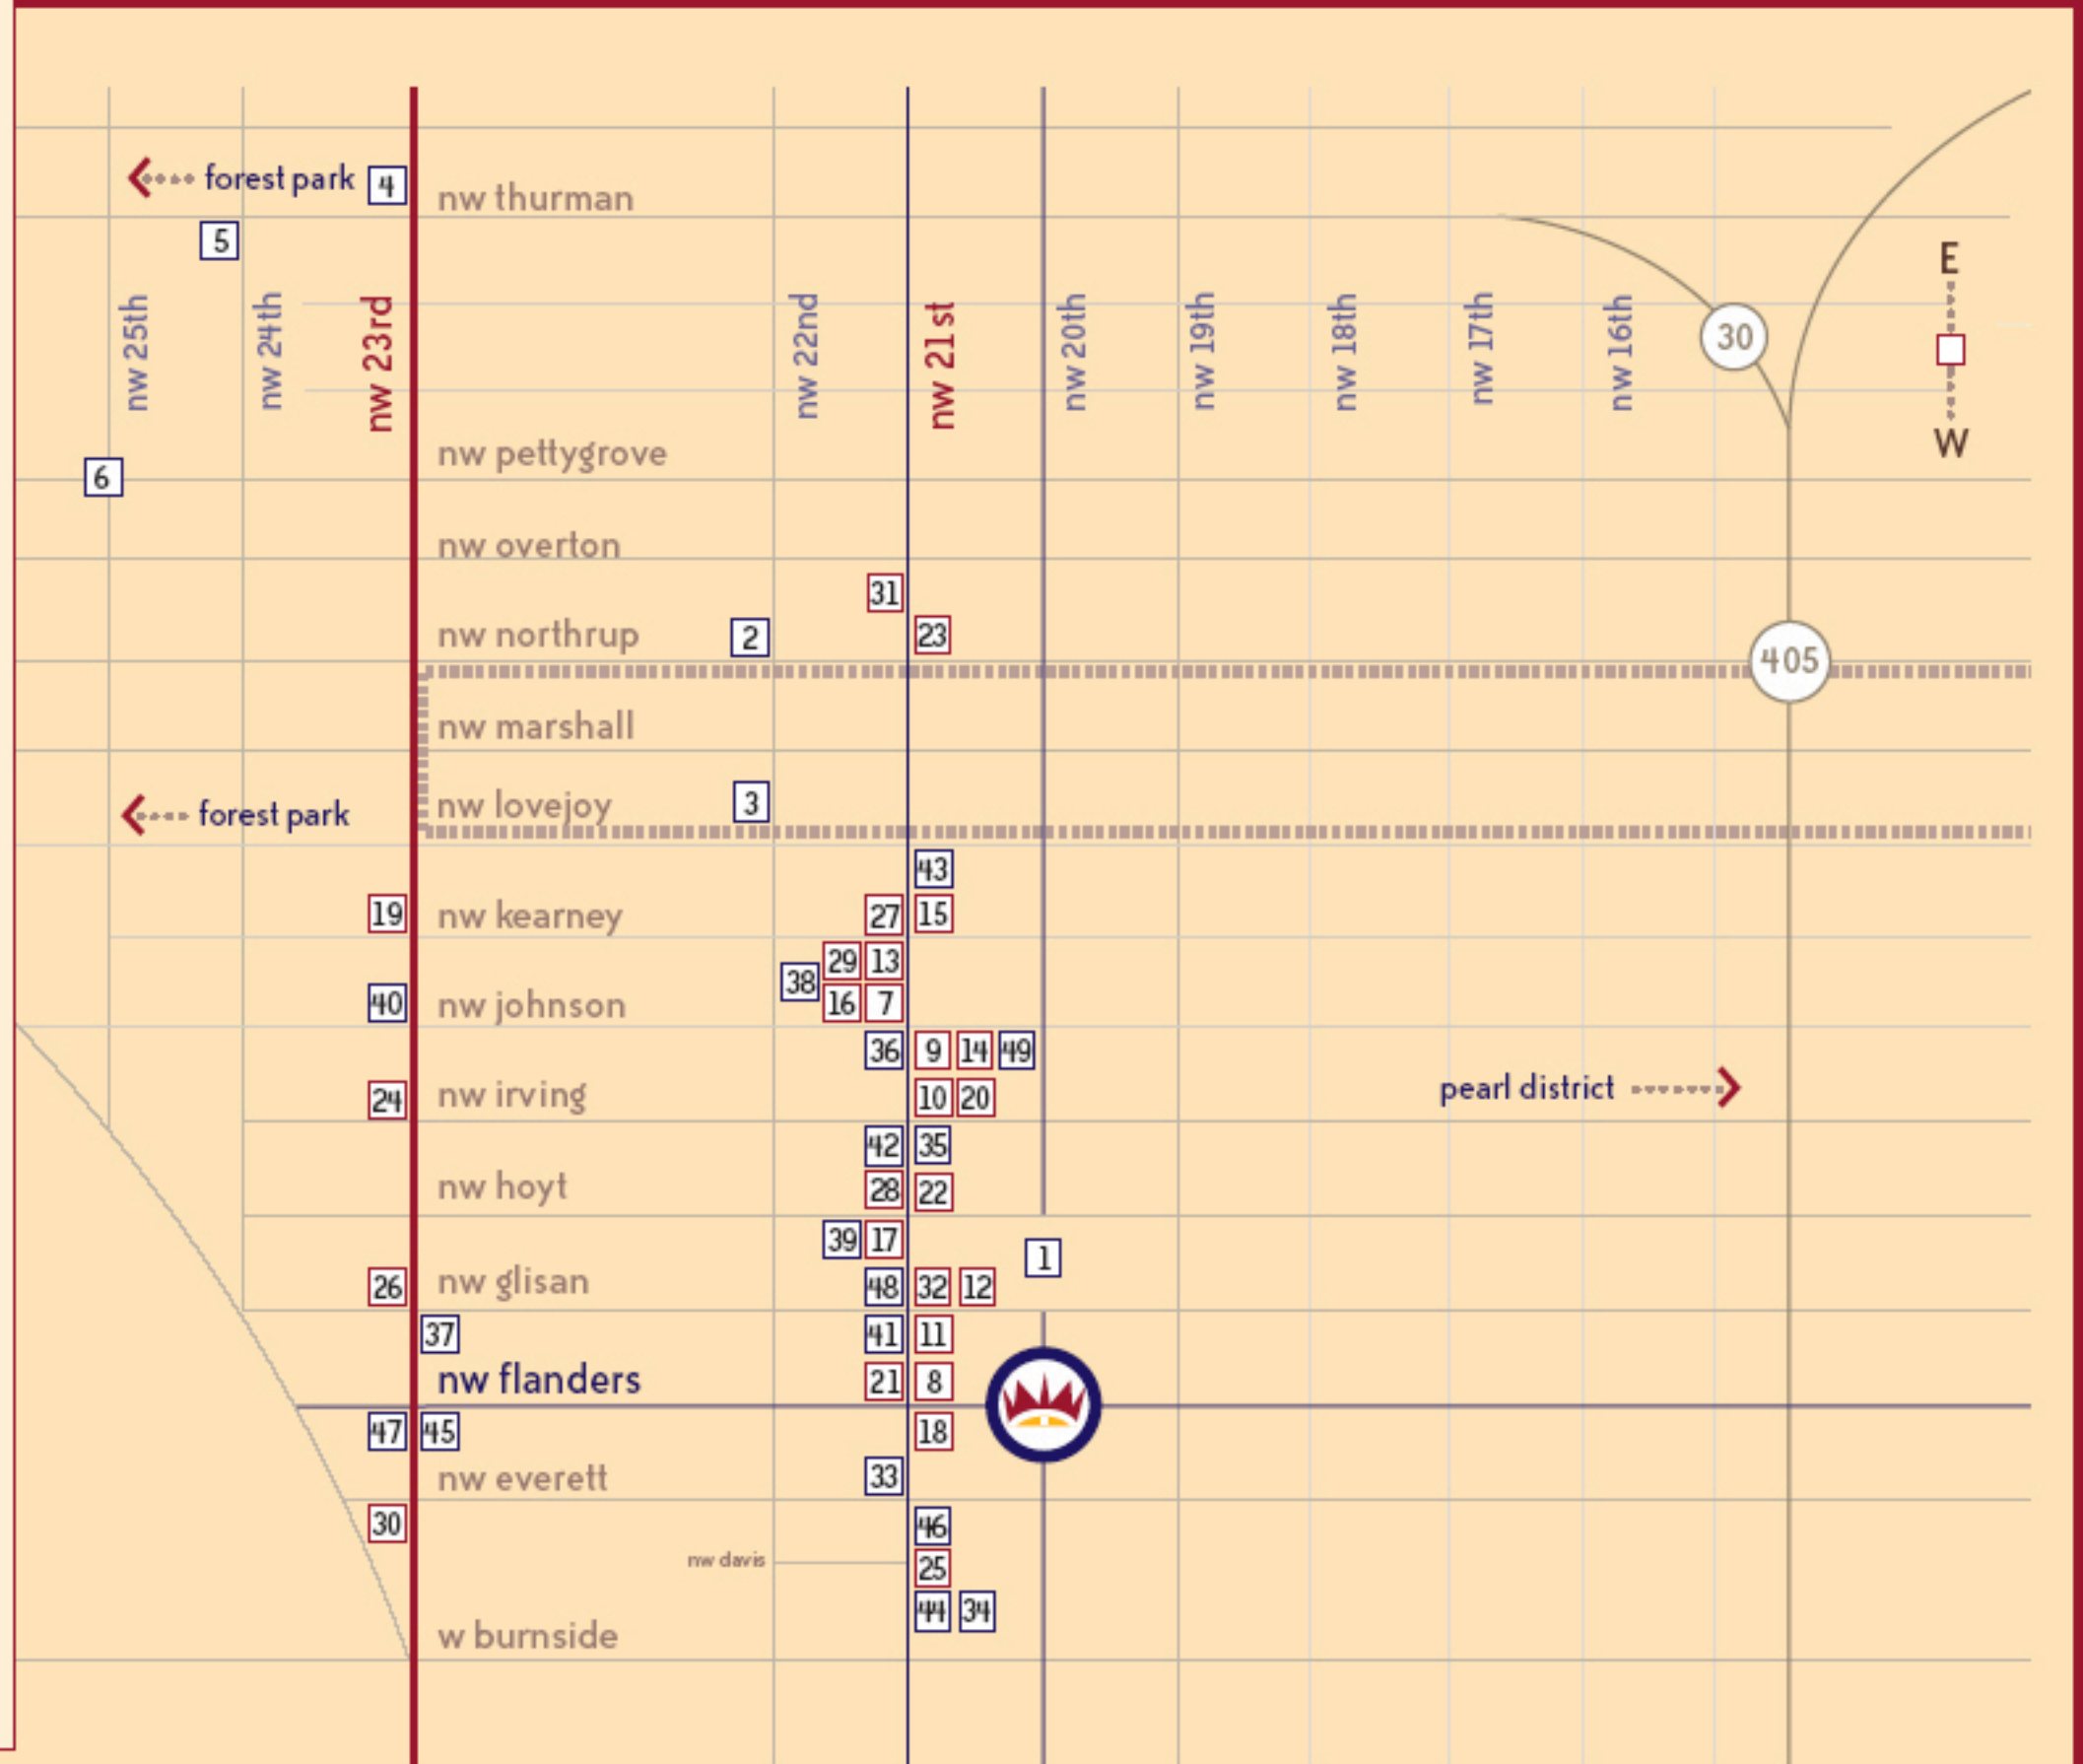 forest park
4
nw thurman
5
E
nw 25th
nw 24th
nw 23rd
nw 22nd
nw 21 st
nw 20th
nw 19th
nw 18th
nw 17th
nw 16th
30
W
nw pettygrove
6
nw overton
31
nw northrup
2
23
405
nw marshall
nw lovejoy
3
forest park
43
19
nw kearney
27
15
29
13
38
40
nw johnson
16
7
36
9
14
49
24
nw irving
10
20
pearl district
42
35
nw hoyt
28
22
39
17
1
26
nw glisan
48
32
12
37
41
11
nw flanders
21
8
47
45
18
nw everett
33
30
46
nw davis
25
44
34
w burnside